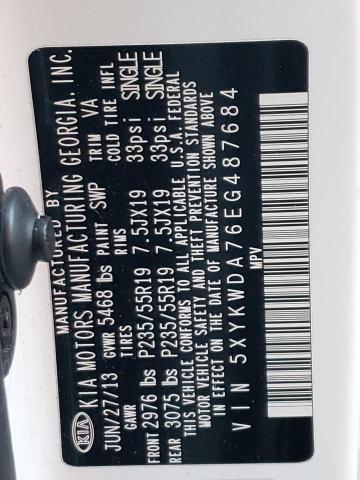 MANUFACTURED BY
KIA KIA MOTORS MANUFACTURING GEORGIA, INC.
JUN/27/13 GVWR 5468 lbs PAINT SWP TRIM VA
GAWR TIRES RIMS COLD TIRE INFL
FRONT 2976 lbs P235/55R19 7.5JX19 33psi SINGLE
REAR 3075 lbs P235/55R19 7.5JX19 33psi SINGLE
THIS VEHICLE CONFORMS TO ALL APPLICABLE U.S.A. FEDERAL
MOTOR VEHICLE SAFETY AND THEFT PREVENTION STANDARDS
IN EFFECT ON THE DATE OF MANUFACTURE SHOWN ABOVE
VIN 5XYKWDA76EG487684
MPV